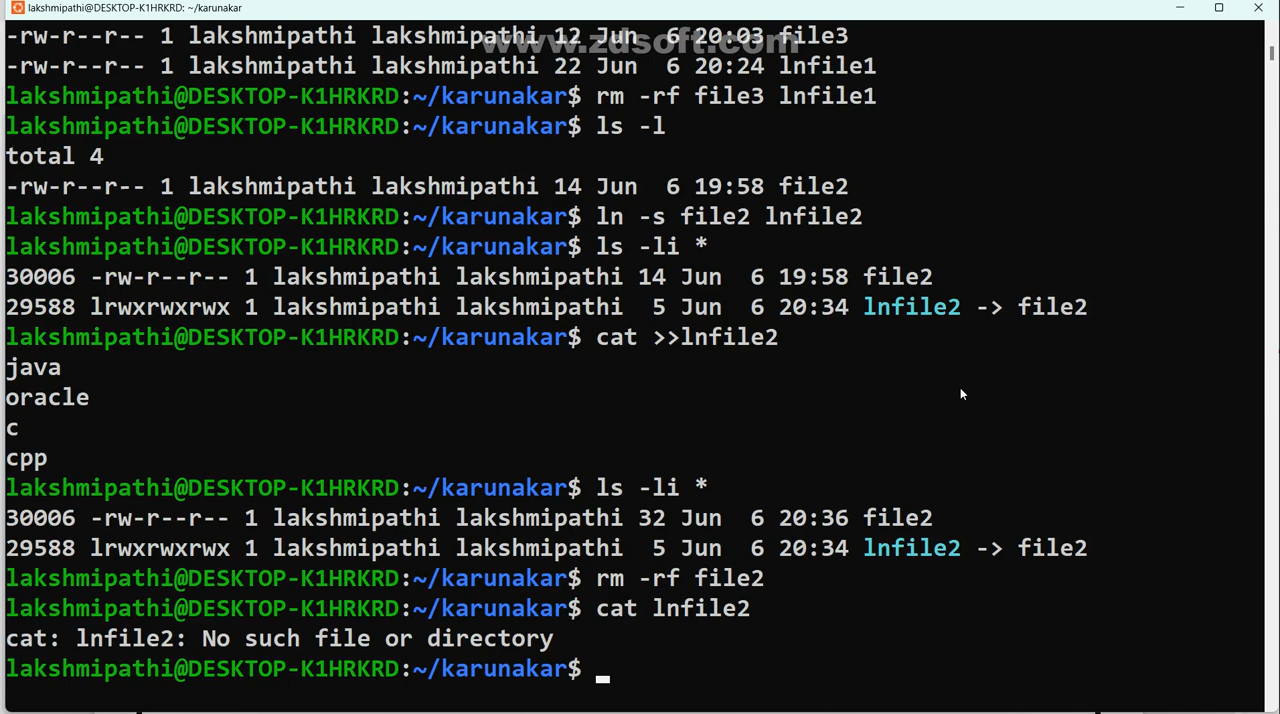 lakshmipathi@DESKTOP-K1HRKRD: ~/karunakar
-rw-r--r-- 1 lakshmipathi lakshmipathi 12 Jun  6 20:03 file3
www.zdsoft.com
-rw-r--r-- 1 lakshmipathi lakshmipathi 22 Jun  6 20:24 lnfile1
lakshmipathi@DESKTOP-K1HRKRD:~/karunakar$ rm -rf file3 lnfile1
lakshmipathi@DESKTOP-K1HRKRD:~/karunakar$ ls -l
total 4
-rw-r--r-- 1 lakshmipathi lakshmipathi 14 Jun  6 19:58 file2
lakshmipathi@DESKTOP-K1HRKRD:~/karunakar$ ln -s file2 lnfile2
lakshmipathi@DESKTOP-K1HRKRD:~/karunakar$ ls -li *
30006 -rw-r--r-- 1 lakshmipathi lakshmipathi 14 Jun  6 19:58 file2
29588 lrwxrwxrwx 1 lakshmipathi lakshmipathi  5 Jun  6 20:34 lnfile2 -> file2
lakshmipathi@DESKTOP-K1HRKRD:~/karunakar$ cat >>lnfile2
java
oracle
c
cpp
lakshmipathi@DESKTOP-K1HRKRD:~/karunakar$ ls -li *
30006 -rw-r--r-- 1 lakshmipathi lakshmipathi 32 Jun  6 20:36 file2
29588 lrwxrwxrwx 1 lakshmipathi lakshmipathi  5 Jun  6 20:34 lnfile2 -> file2
lakshmipathi@DESKTOP-K1HRKRD:~/karunakar$ rm -rf file2
lakshmipathi@DESKTOP-K1HRKRD:~/karunakar$ cat lnfile2
cat: lnfile2: No such file or directory
lakshmipathi@DESKTOP-K1HRKRD:~/karunakar$